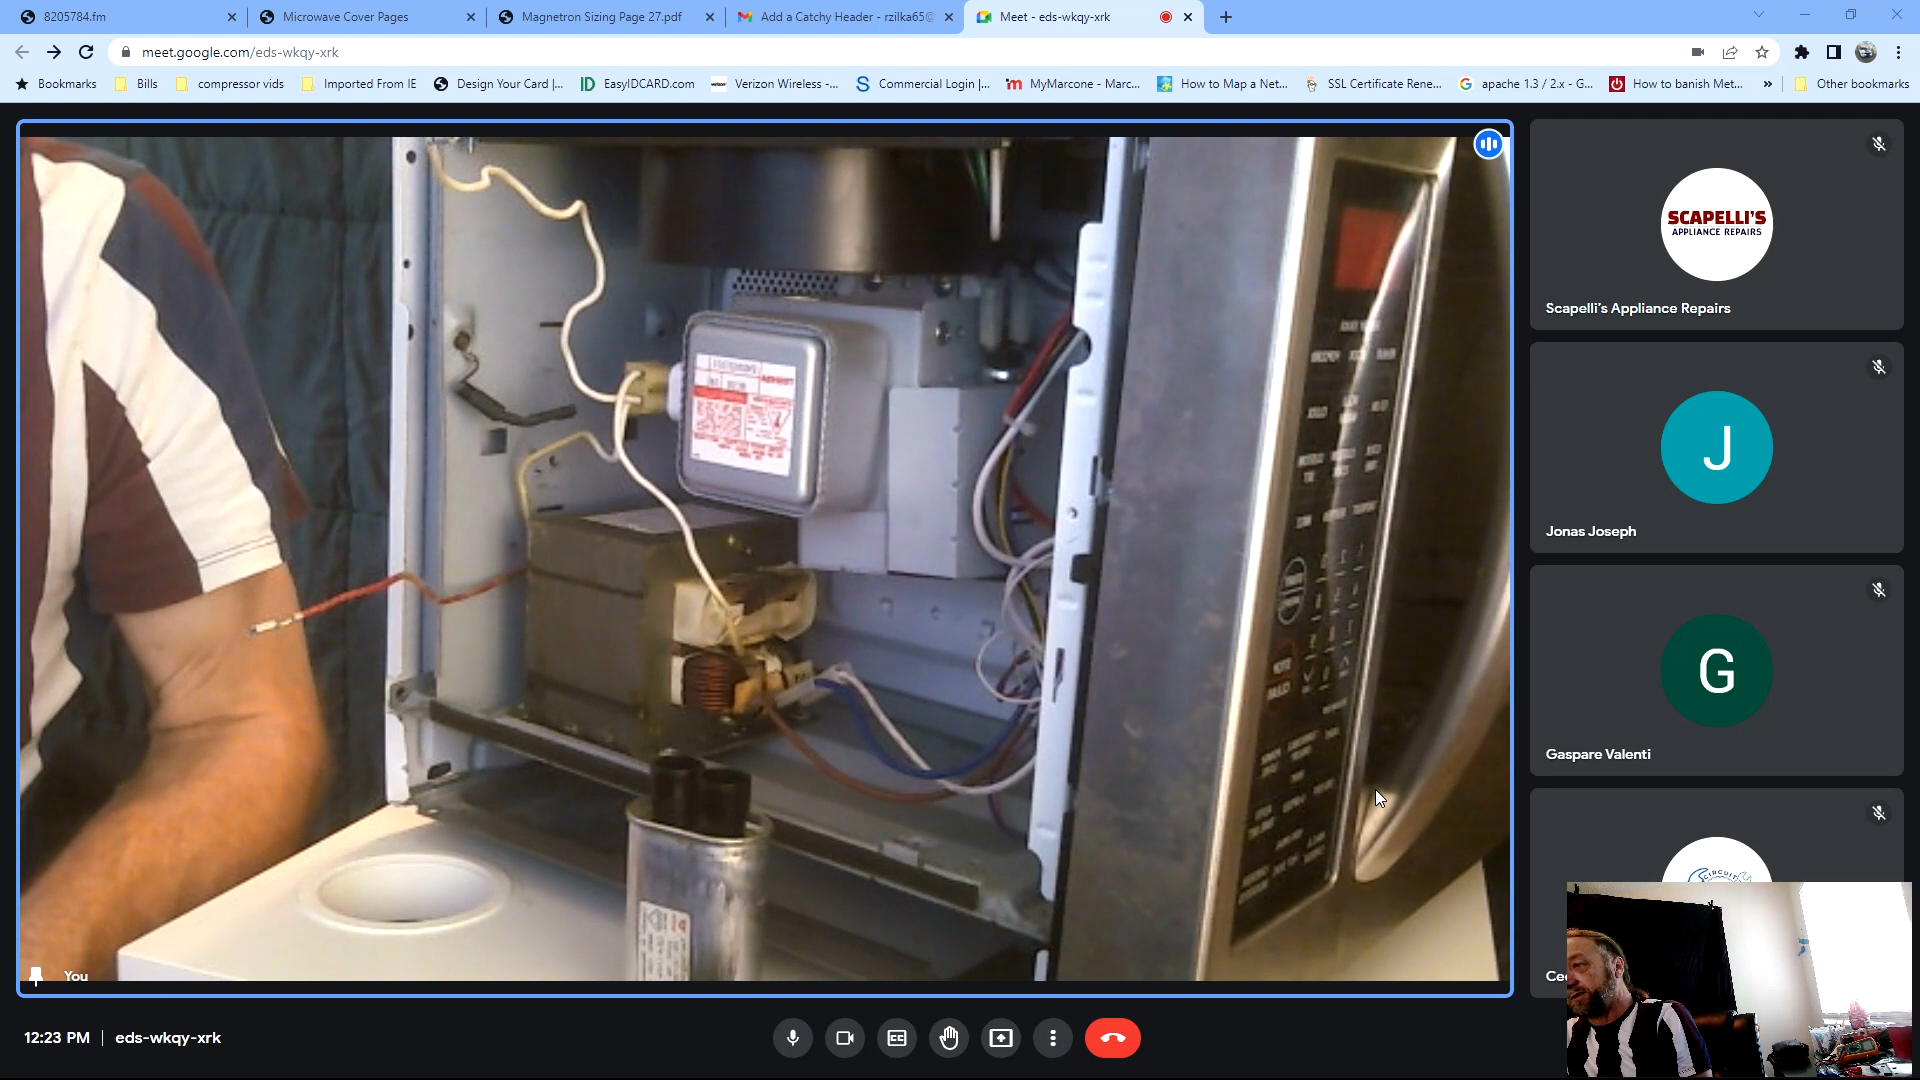 8205784.fm
Microwave Cover Pages
Magnetron Sizing Page 27.pdf
Add a Catchy Header - rzilka65@
Meet - eds-wkqy-xrk
meet.google.com/eds-wkqy-xrk
Bookmarks
Bills
compressor vids
Imported From IE
Design Your Card |...
EasyIDCARD.com
Verizon Wireless -...
Commercial Login |...
MyMarcone - Marc...
How to Map a Net...
SSL Certificate Rene...
apache 1.3 / 2.x - G...
How to banish Met...
Other bookmarks
SCAPELLI'S
APPLIANCE REPAIRS
Scapelli's Appliance Repairs
J
Jonas Joseph
G
Gaspare Valenti
CIRCUIT
You
12:23 PM | eds-wkqy-xrk